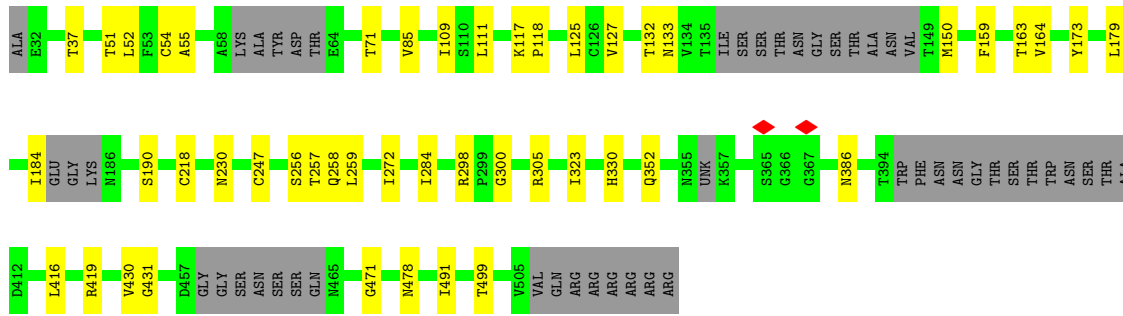 ALA E32 T37 T51 L52 F53 C54 A55 A58 LYS ALA TYR ASP THR E64 T71 V85 I109 S110 L111 K117 P118 L125 C126 V127 T132 N133 V134 T135 ILE SER SER THR ASN GLY SER THR ALA ASN VAL T149 M150 F159 T163 V164 Y173 L179
I184 GLU GLY LYS N186 S190 C218 N230 C247 S256 T257 Q258 L259 I272 I284 R298 P299 G300 R305 I323 H330 Q352 N355 UNK K357 S365 G366 G367 N386 T394 TRP PHE ASN ASN GLY THR SER THR TRP ASN SER THR
D412 L416 R419 V430 G431 D457 GLY GLY SER ASN SER SER GLN N465 G471 N478 I491 T499 V505 VAL GLN ARG ARG ARG ARG ARG ARG